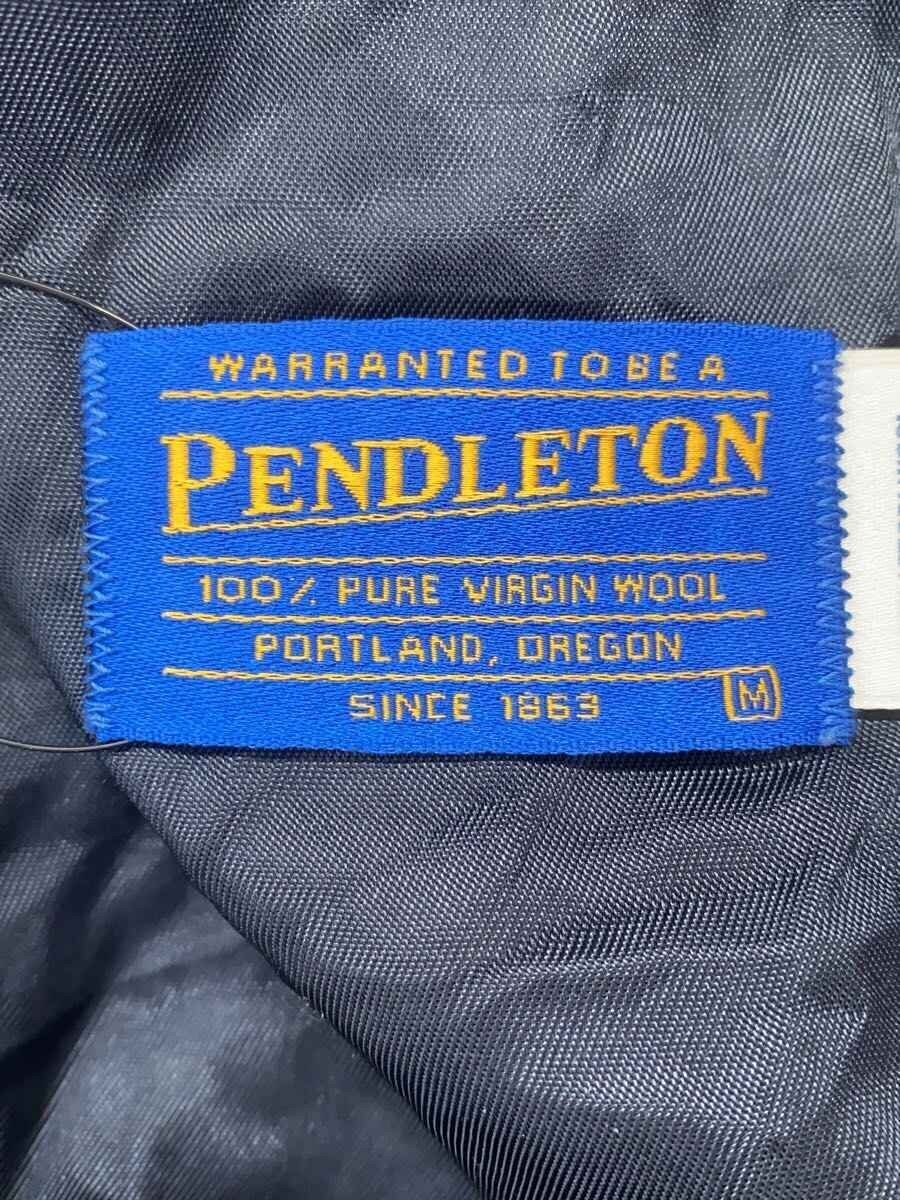 WARRANTED TO BE A
PENDLETON
100% PURE VIRGIN WOOL
PORTLAND, OREGON
SINCE 1863
M